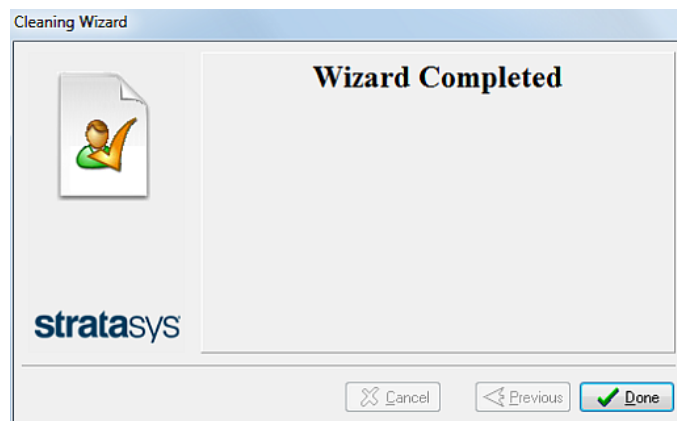 Cleaning Wizard
Wizard Completed
stratasys
Cancel
Previous
Done